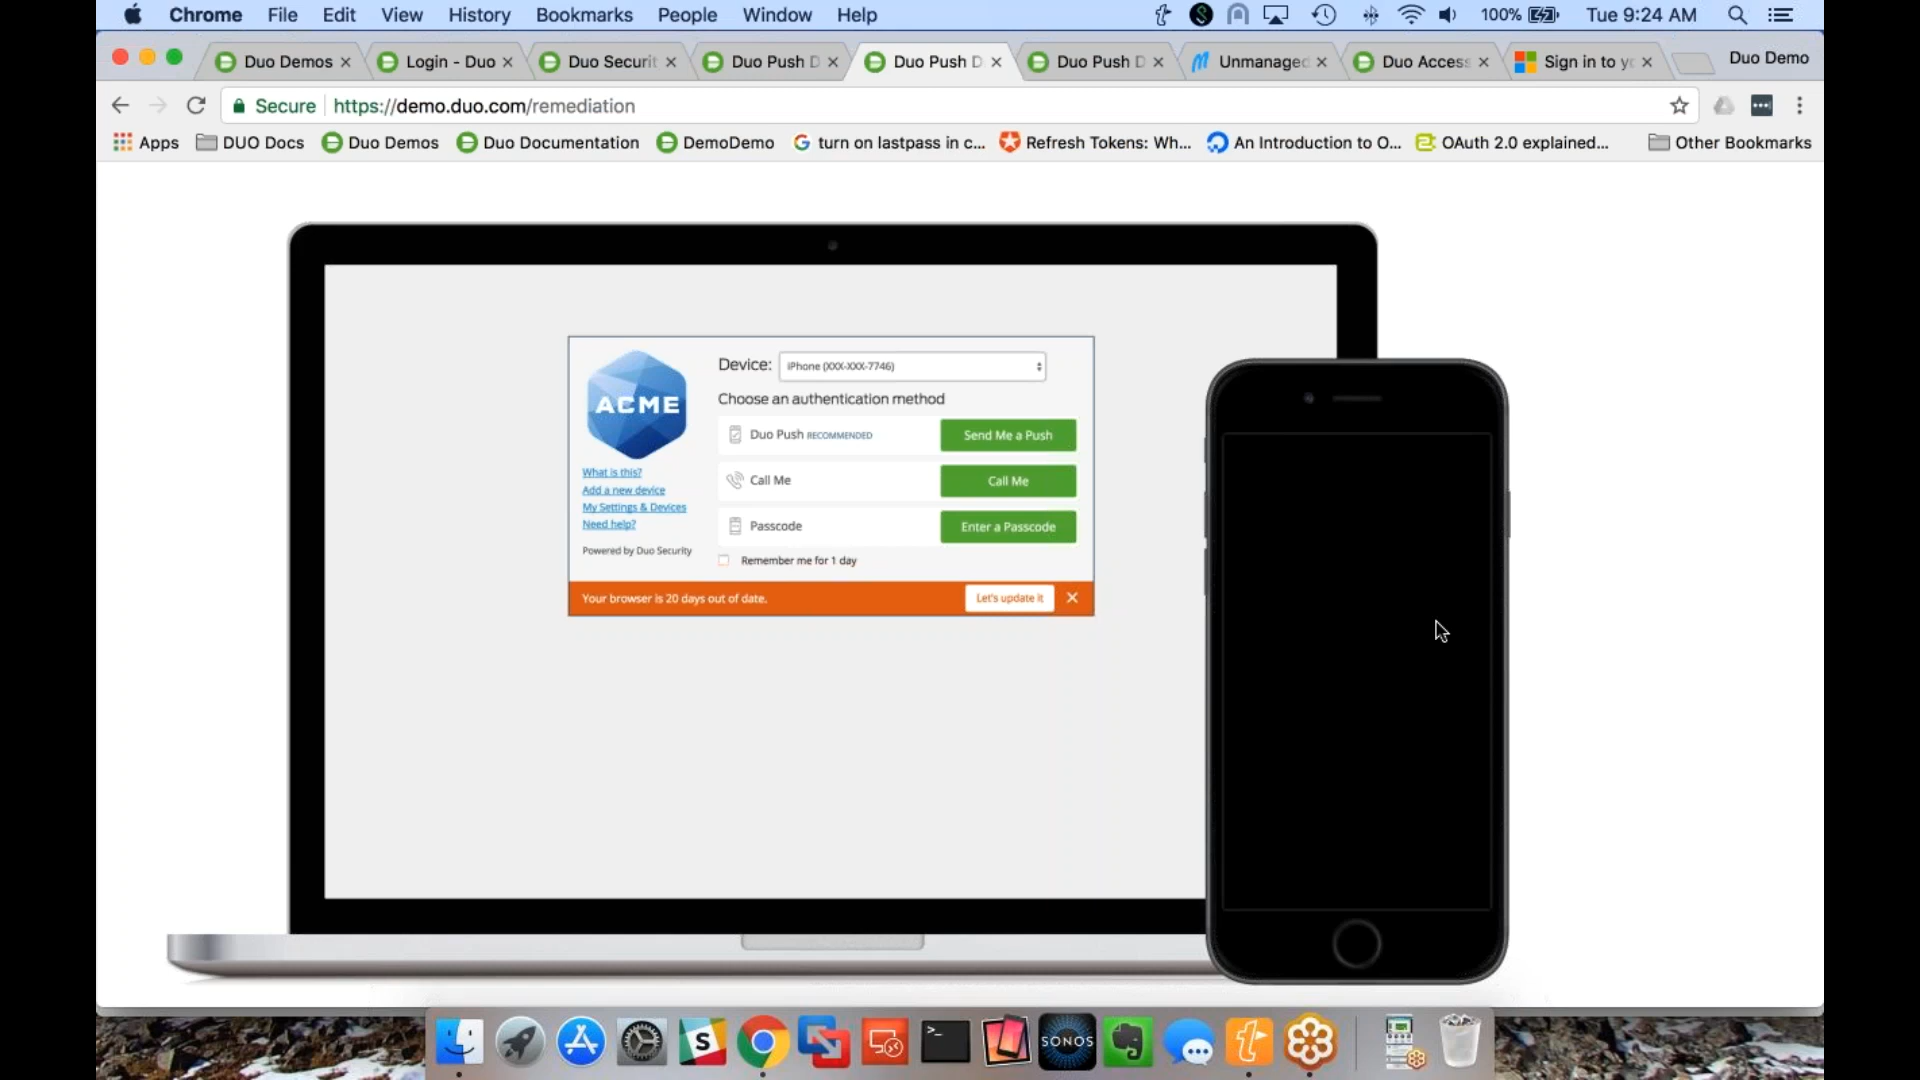 Chrome File Edit View History Bookmarks People Window Help 100% Tue 9:24 AM
Duo Demos Login - Duo Duo Securit Duo Push D Duo Push D Duo Push D Unmanaged Duo Access Sign in to yo Duo Demo
Secure https://demo.duo.com/remediation
Apps DUO Docs Duo Demos Duo Documentation DemoDemo turn on lastpass in c... Refresh Tokens: Wh... An Introduction to O... OAuth 2.0 explained... Other Bookmarks
ACME
What is this?
Add a new device
My Settings & Devices
Need help?
Powered by Duo Security
Device: iPhone (XXX-XXX-7746)
Choose an authentication method
Duo Push RECOMMENDED Send Me a Push
Call Me Call Me
Passcode Enter a Passcode
Remember me for 1 day
Your browser is 20 days out of date. Let's update it
SONOS